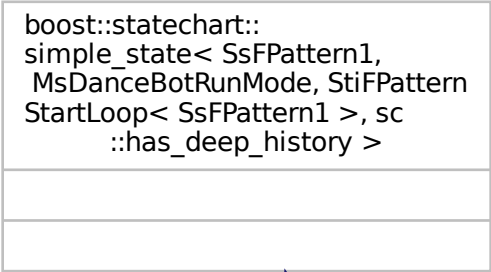 boost::statechart::
simple_state< SsFPattern1,
MsDanceBotRunMode, StiFPattern
StartLoop< SsFPattern1 >, sc
::has_deep_history >